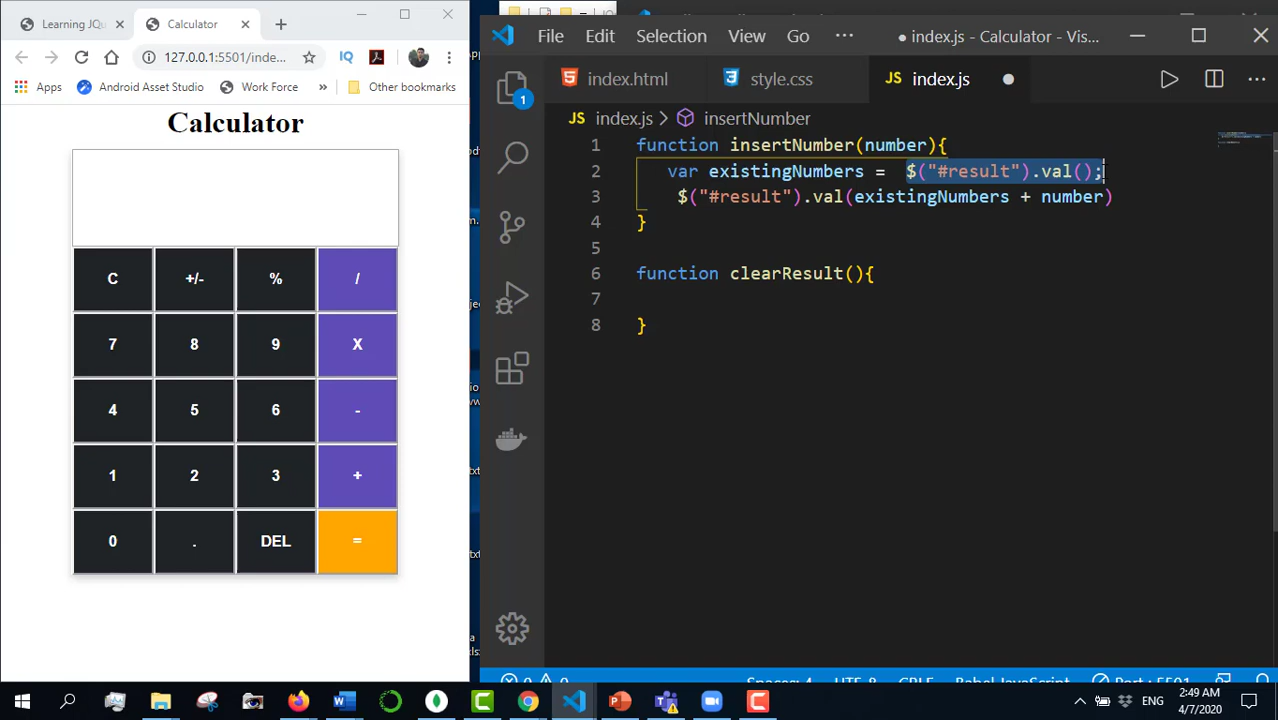 Learning JQu
Calculator
127.0.0.1:5501/inde...
Apps
Android Asset Studio
Work Force
»
Other bookmarks
Calculator
C +/- % /
7 8 9 X
4 5 6 -
1 2 3 +
0 . DEL =
File Edit Selection View Go ···
● index.js - Calculator - Vis...
index.html
style.css
JS index.js
JS index.js > insertNumber
1 function insertNumber(number){
2 var existingNumbers = $("#result").val();
3 $("#result").val(existingNumbers + number)
4 }
5
6 function clearResult(){
7
8 }
1
ENG
2:49 AM
4/7/2020